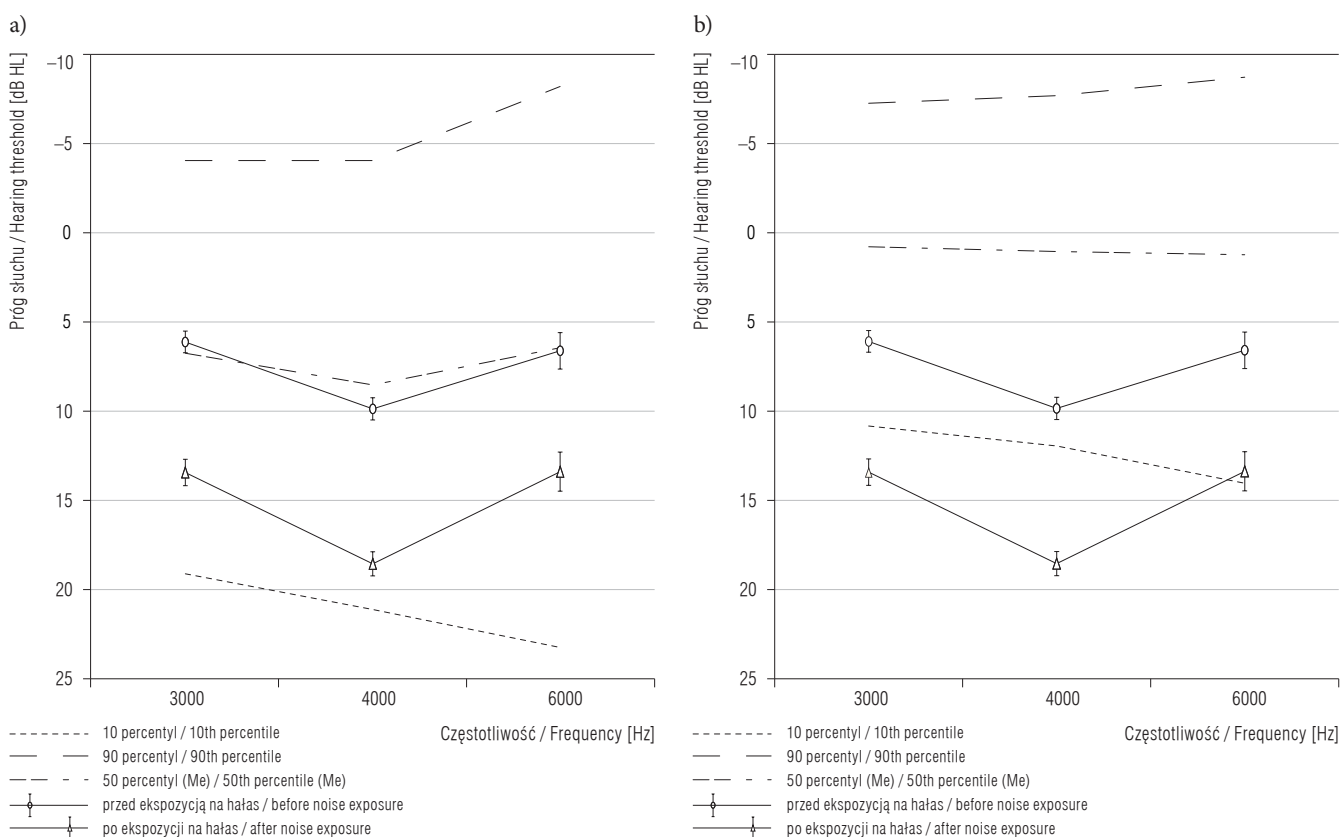 a)
Próg słuchu / Hearing threshold [dB HL]
–10
–5
0
5
10
15
20
25
3000
4000
6000
Częstotliwość / Frequency [Hz]
10 percentyl / 10th percentile
90 percentyl / 90th percentile
50 percentyl (Me) / 50th percentile (Me)
przed ekspozycją na hałas / before noise exposure
po ekspozycji na hałas / after noise exposure
b)
Próg słuchu / Hearing threshold [dB HL]
–10
–5
0
5
10
15
20
25
3000
4000
6000
Częstotliwość / Frequency [Hz]
10 percentyl / 10th percentile
90 percentyl / 90th percentile
50 percentyl (Me) / 50th percentile (Me)
przed ekspozycją na hałas / before noise exposure
po ekspozycji na hałas / after noise exposure